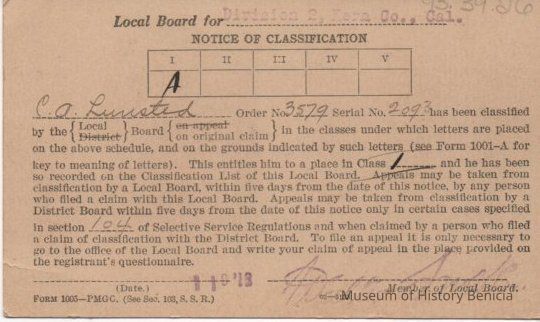 93.39.26
Local Board for Division 2, Napa Co., Cal.
NOTICE OF CLASSIFICATION
I II III IV V
A
C A Lunsted Order No. 3579 Serial No. 2093 has been classified
by the { Local District } Board { on appeal on original claim } in the classes under which letters are placed
on the above schedule, and on the grounds indicated by such letters (see Form 1001–A for
key to meaning of letters). This entitles him to a place in Class 1 and he has been
so recorded on the Classification List of this Local Board. Appeals may be taken from
classification by a Local Board, within five days from the date of this notice, by any person
who filed a claim with this Local Board. Appeals may be taken from classification by a
District Board within five days from the date of this notice only in certain cases specified
in section 104 of Selective Service Regulations and when claimed by a person who filed
a claim of classification with the District Board. To file an appeal it is only necessary to
go to the office of the Local Board and write your claim of appeal in the place provided on
the registrant's questionnaire.
(Date.) Member of Local Board.
FORM 1005–PMGO. (See Sec. 103, S. S. R.)
Museum of History Benicia